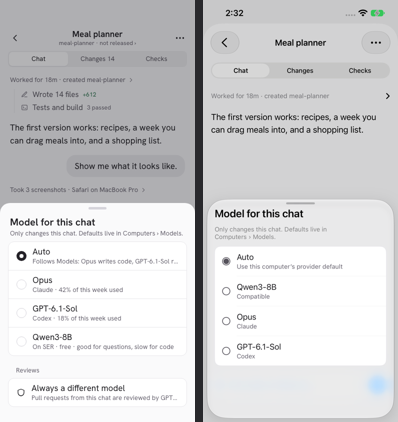 Meal planner
meal-planner · not released ›
Chat
Changes 14
Checks
Worked for 18m · created meal-planner >
Wrote 14 files +612
Tests and build 3 passed
The first version works: recipes, a week you
can drag meals into, and a shopping list.
Show me what it looks like.
Took 3 screenshots · Safari on MacBook Pro >
Model for this chat
Only changes this chat. Defaults live in Computers › Models.
Auto
Follows Models: Opus writes code, GPT-6.1-Sol r...
Opus
Claude · 42% of this week used
GPT-6.1-Sol
Codex · 18% of this week used
Qwen3-8B
On SER · free · good for questions, slow for code
Reviews
Always a different model
Pull requests from this chat are reviewed by GPT...
2:32
Meal planner
Chat
Changes
Checks
Worked for 18m · created meal-planner
The first version works: recipes, a week you
can drag meals into, and a shopping list.
Model for this chat
Only changes this chat. Defaults live in
Computers › Models.
Auto
Use this computer's provider default
Qwen3-8B
Compatible
Opus
Claude
GPT-6.1-Sol
Codex